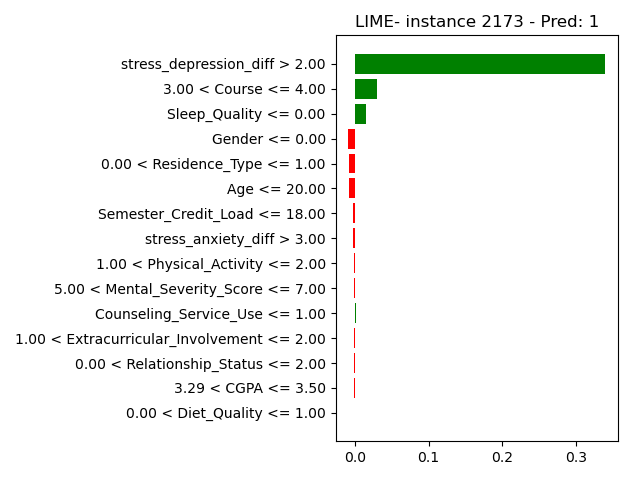 LIME- instance 2173 - Pred: 1
stress_depression_diff > 2.00
3.00 < Course <= 4.00
Sleep_Quality <= 0.00
Gender <= 0.00
0.00 < Residence_Type <= 1.00
Age <= 20.00
Semester_Credit_Load <= 18.00
stress_anxiety_diff > 3.00
1.00 < Physical_Activity <= 2.00
5.00 < Mental_Severity_Score <= 7.00
Counseling_Service_Use <= 1.00
1.00 < Extracurricular_Involvement <= 2.00
0.00 < Relationship_Status <= 2.00
3.29 < CGPA <= 3.50
0.00 < Diet_Quality <= 1.00
0.0 0.1 0.2 0.3